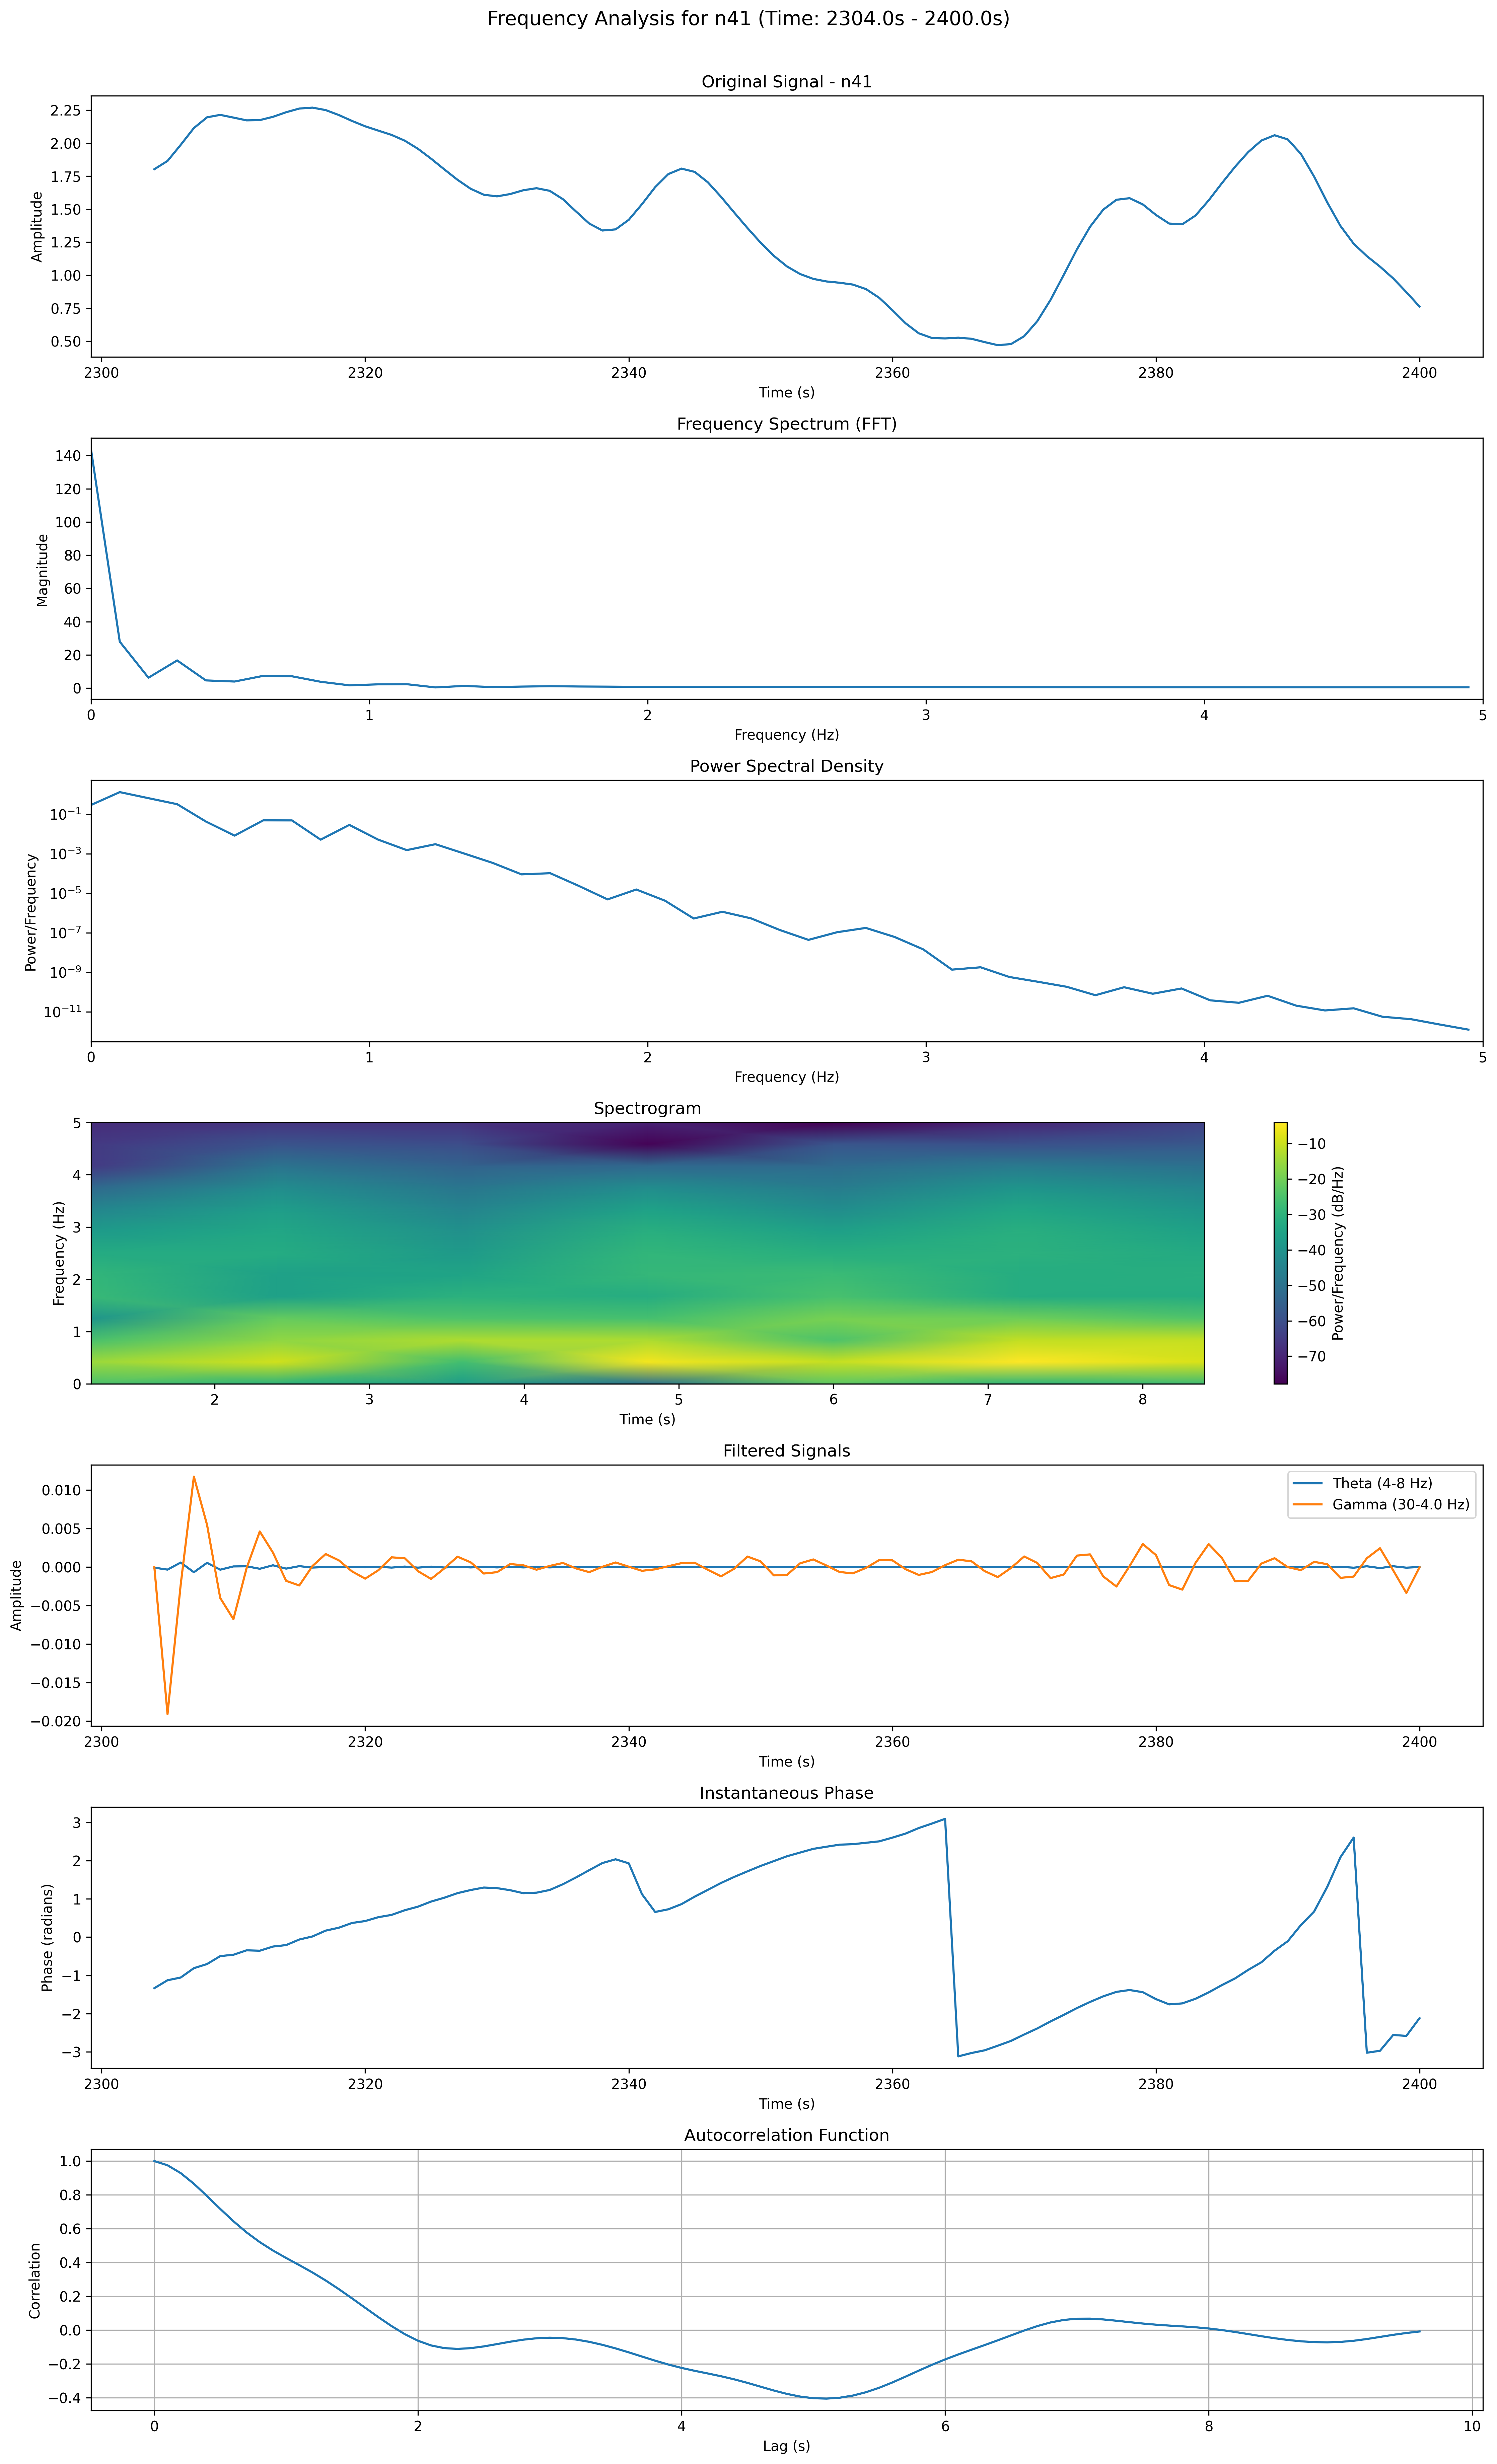 Frequency Analysis for n41 (Time: 2304.0s - 2400.0s)
Original Signal - n41
2.25
2.00
1.75
1.50
1.25
1.00
0.75
0.50
Amplitude
2300 2320 2340 2360 2380 2400
Time (s)
Frequency Spectrum (FFT)
140
120
100
80
60
40
20
0
Magnitude
0 1 2 3 4 5
Frequency (Hz)
Power Spectral Density
10⁻¹
10⁻³
10⁻⁵
10⁻⁷
10⁻⁹
10⁻¹¹
Power/Frequency
0 1 2 3 4 5
Frequency (Hz)
Spectrogram
5
4
3
2
1
0
Frequency (Hz)
2 3 4 5 6 7 8
Time (s)
−10
−20
−30
−40
−50
−60
−70
Power/Frequency (dB/Hz)
Filtered Signals
0.010
0.005
0.000
−0.005
−0.010
−0.015
−0.020
Amplitude
Theta (4-8 Hz)
Gamma (30-4.0 Hz)
2300 2320 2340 2360 2380 2400
Time (s)
Instantaneous Phase
3
2
1
0
−1
−2
−3
Phase (radians)
2300 2320 2340 2360 2380 2400
Time (s)
Autocorrelation Function
1.0
0.8
0.6
0.4
0.2
0.0
−0.2
−0.4
Correlation
0 2 4 6 8 10
Lag (s)